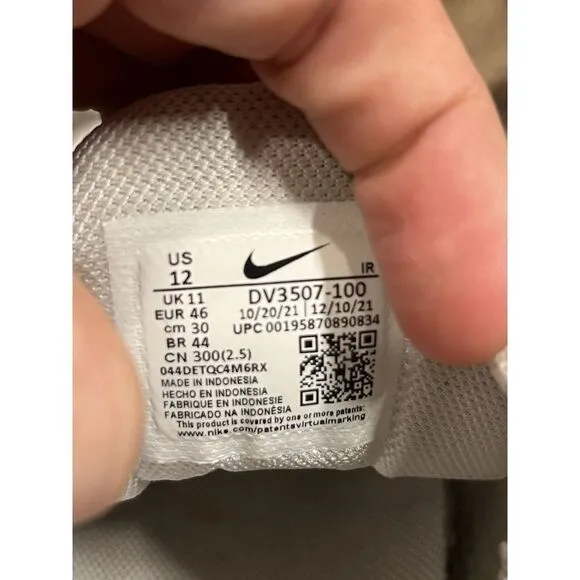 US
12
UK 11
EUR 46
cm 30
BR 44
CN 300(2.5)
IR
DV3507-100
10/20/21 12/10/21
UPC 00195870890834
044DETQC4M6RX
MADE IN INDONESIA
HECHO EN INDONESIA
FABRIQUE EN INDONESIE
FABRICADO NA INDONÉSIA
This product is covered by one or more patents:
www.nike.com/patentsvirtualmarking